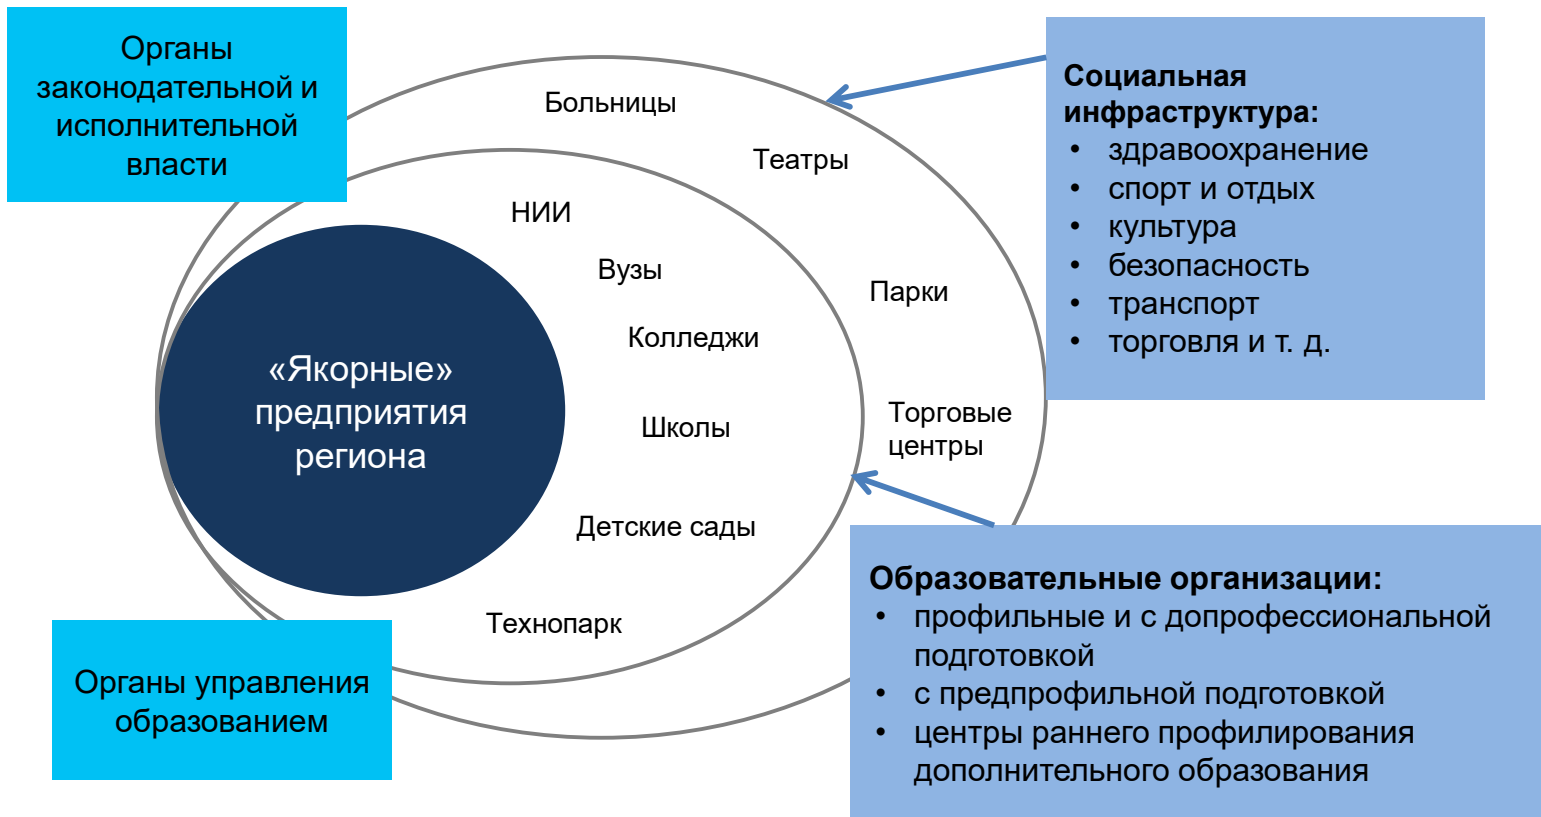 Органы
законодательной и
исполнительной
власти
Больницы
Театры
НИИ
Вузы
Парки
Колледжи
«Якорные»
предприятия
региона
Школы
Торговые
центры
Детские сады
Технопарк
Социальная
инфраструктура:
• здравоохранение
• спорт и отдых
• культура
• безопасность
• транспорт
• торговля и т. д.
Органы управления
образованием
Образовательные организации:
• профильные и с допрофессиональной
подготовкой
• с предпрофильной подготовкой
• центры раннего профилирования
дополнительного образования